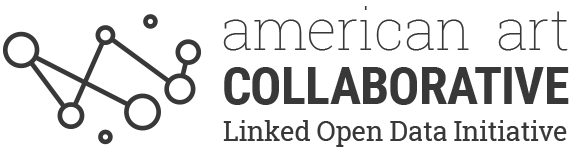 american art
COLLABORATIVE
Linked Open Data Initiative